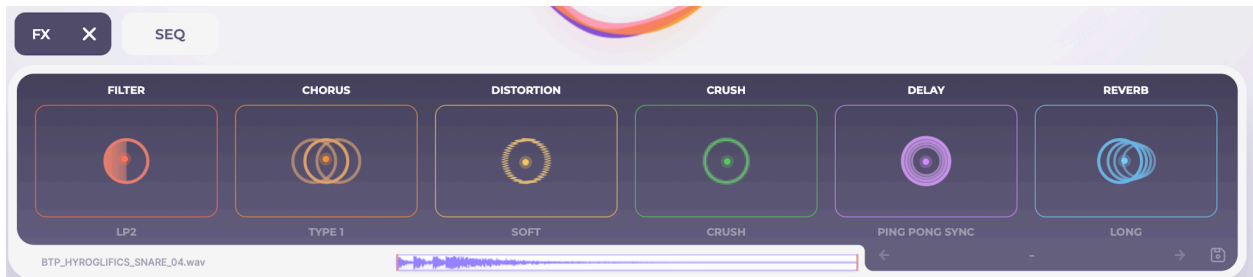 FX SEQ
FILTER CHORUS DISTORTION CRUSH DELAY REVERB
LP2 TYPE 1 SOFT CRUSH PING PONG SYNC LONG
BTP_HYROGLIFICS_SNARE_04.wav -